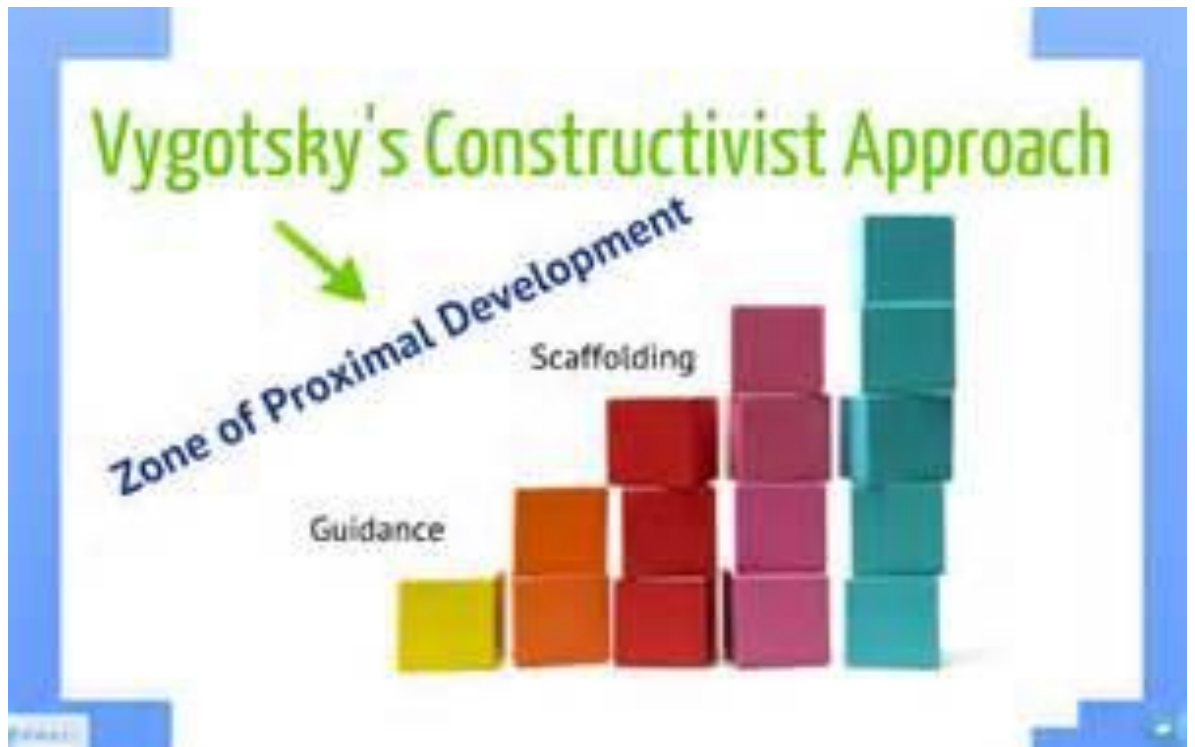 Vygotsky's Constructivist Approach
Zone of Proximal Development
Scaffolding
Guidance